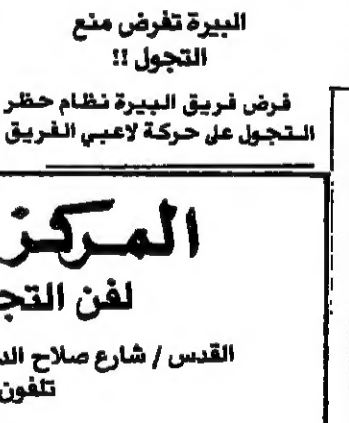 البيرة تفرض منع
التجول !!
فرض فريق البيرة نظام حظر
التجول على حركة لاعبي الفريق
المركز
لفن
القدس / شارع صلاح
تلفون